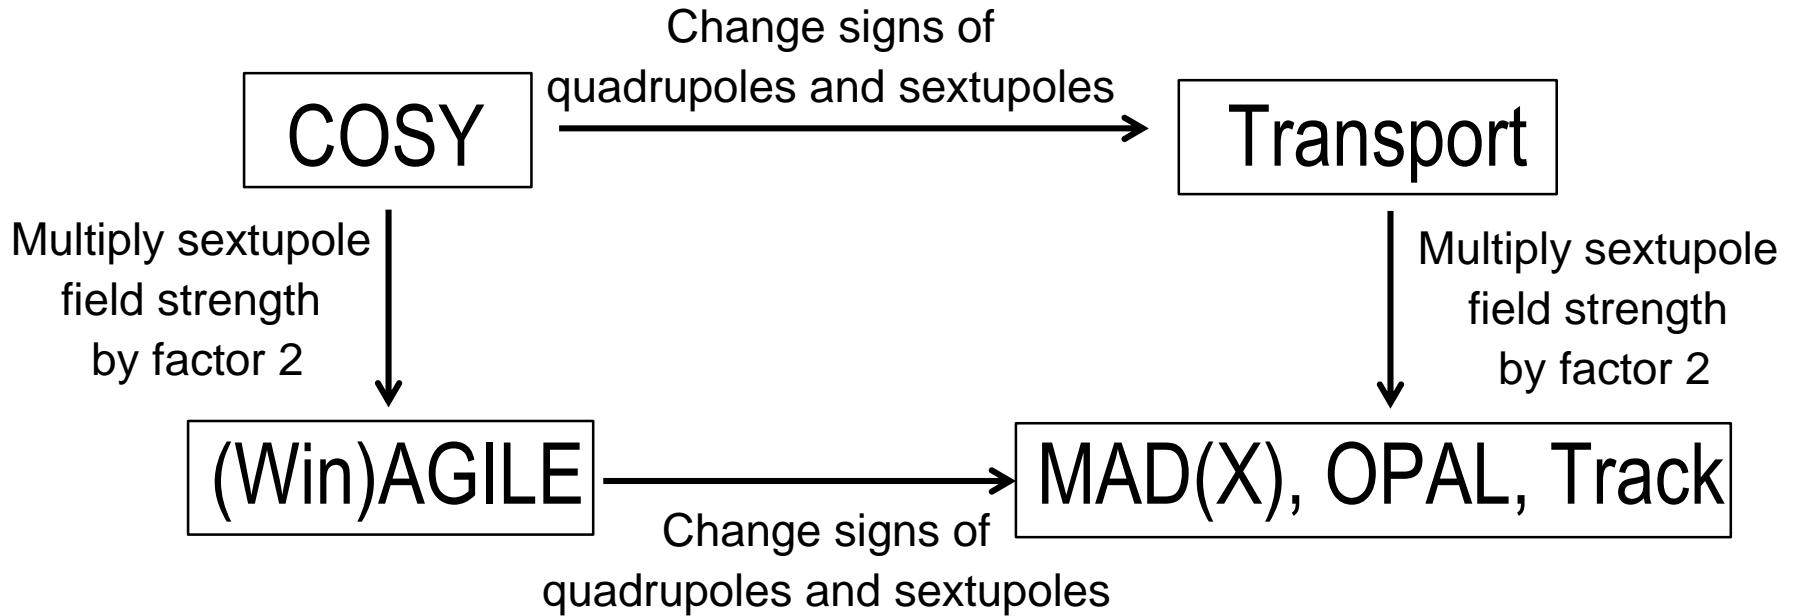 Change signs of
quadrupoles and sextupoles
COSY
Transport
Multiply sextupole
field strength
by factor 2
Multiply sextupole
field strength
by factor 2
(Win)AGILE
MAD(X), OPAL, Track
Change signs of
quadrupoles and sextupoles